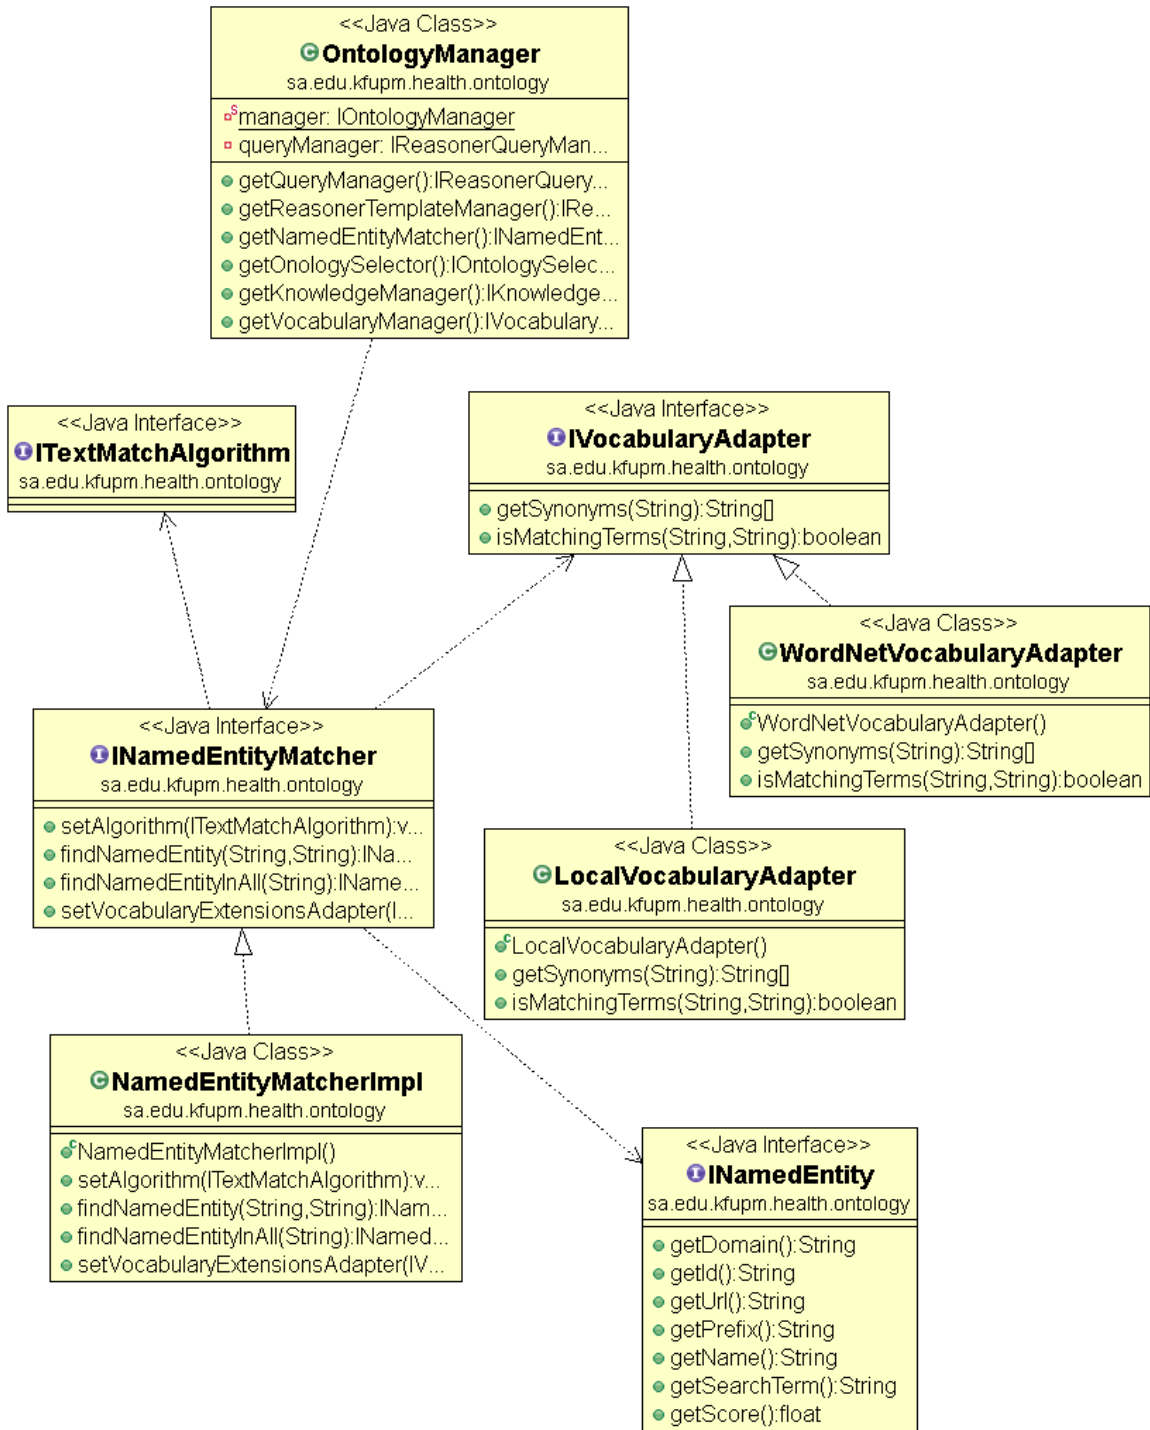 <<Java Class>>
OntologyManager
sa.edu.kfupm.health.ontology
manager: IOntologyManager
queryManager: IReasonerQueryMan...
getQueryManager():IReasonerQuery...
getReasonerTemplateManager():IRe...
getNamedEntityMatcher():INamedEnt...
getOnologySelector():IOntologySelec...
getKnowledgeManager():IKnowledge...
getVocabularyManager():IVocabulary...
<<Java Interface>>
ITextMatchAlgorithm
sa.edu.kfupm.health.ontology
<<Java Interface>>
IVocabularyAdapter
sa.edu.kfupm.health.ontology
getSynonyms(String):String[]
isMatchingTerms(String,String):boolean
<<Java Class>>
WordNetVocabularyAdapter
sa.edu.kfupm.health.ontology
WordNetVocabularyAdapter()
getSynonyms(String):String[]
isMatchingTerms(String,String):boolean
<<Java Interface>>
INamedEntityMatcher
sa.edu.kfupm.health.ontology
setAlgorithm(ITextMatchAlgorithm):v...
findNamedEntity(String,String):INa...
findNamedEntityInAll(String):IName...
setVocabularyExtensionsAdapter(I...
<<Java Class>>
LocalVocabularyAdapter
sa.edu.kfupm.health.ontology
LocalVocabularyAdapter()
getSynonyms(String):String[]
isMatchingTerms(String,String):boolean
<<Java Class>>
NamedEntityMatcherImpl
sa.edu.kfupm.health.ontology
NamedEntityMatcherImpl()
setAlgorithm(ITextMatchAlgorithm):v...
findNamedEntity(String,String):INam...
findNamedEntityInAll(String):INamed...
setVocabularyExtensionsAdapter(IV...
<<Java Interface>>
INamedEntity
sa.edu.kfupm.health.ontology
getDomain():String
getId():String
getUrl():String
getPrefix():String
getName():String
getSearchTerm():String
getScore():float